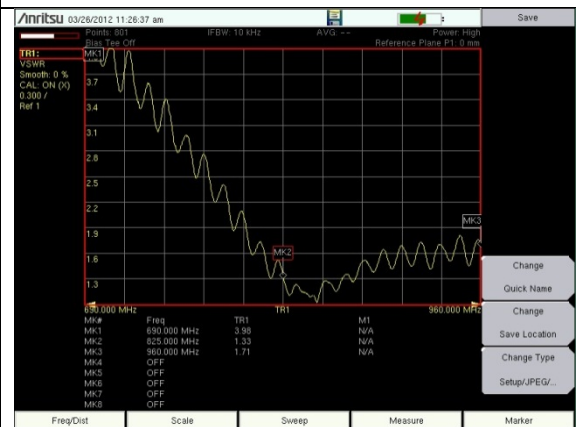 Anritsu 03/26/2012 11:26:37 am
Save
Points: 801 IFBW: 10 kHz AVG: -- Power: High
Bias Tee Off Reference Plane P1: 0 mm
TR1:
VSWR
Smooth: 0 %
CAL: ON (X)
0.300 /
Ref 1
MK1
3.7
3.4
3.1
2.8
2.5
2.2
1.9
1.6
1.3
MK2
MK3
690.000 MHz TR1 960.000 MHz
MK# Freq TR1 M1
MK1 690.000 MHz 3.98 N/A
MK2 825.000 MHz 1.33 N/A
MK3 960.000 MHz 1.71 N/A
MK4 OFF
MK5 OFF
MK6 OFF
MK7 OFF
MK8 OFF
Change
Quick Name
Change
Save Location
Change Type
Setup/JPEG/...
Freq/Dist Scale Sweep Measure Marker